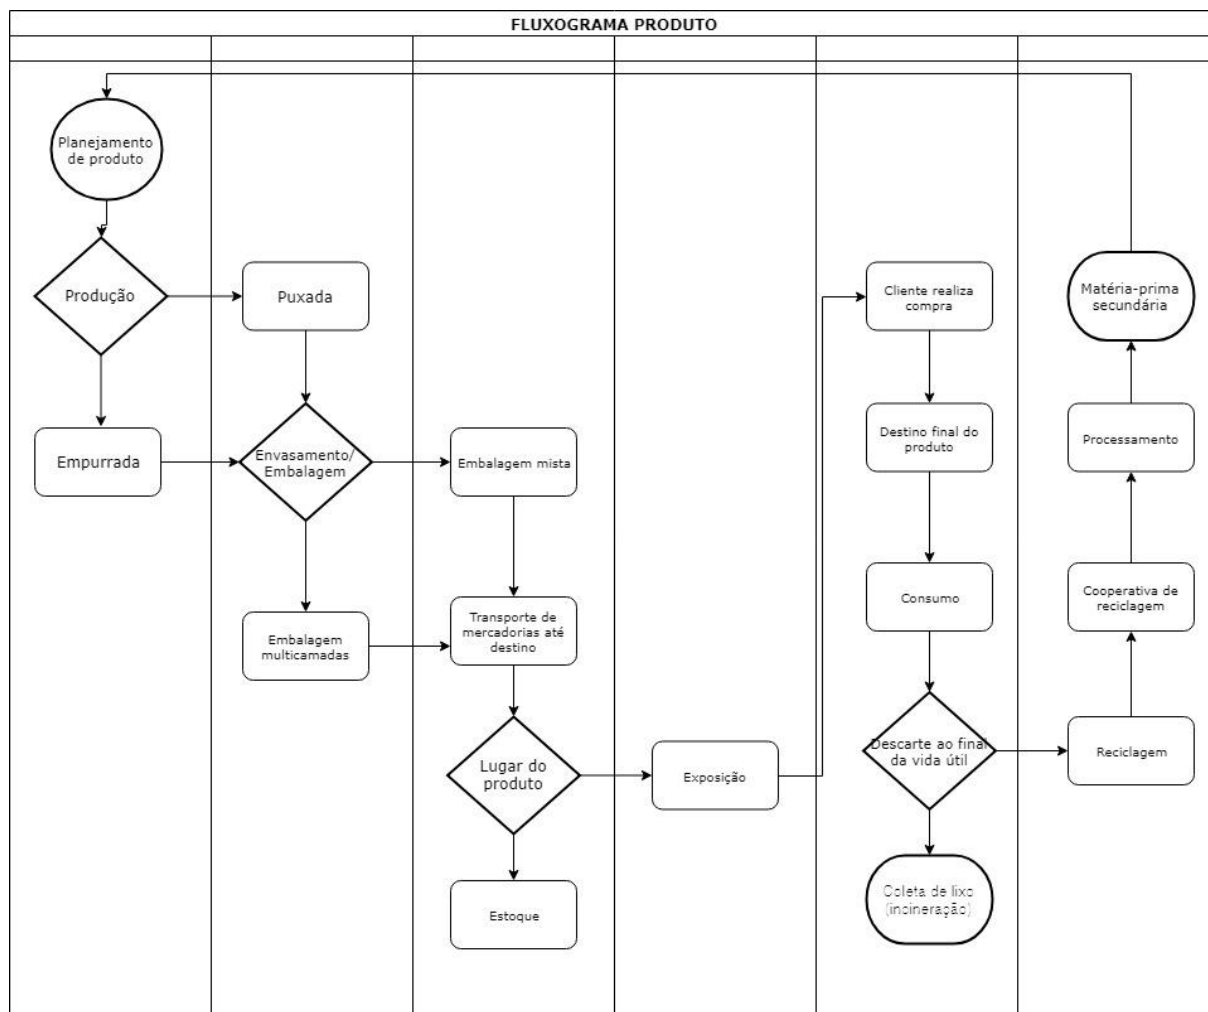 FLUXOGRAMA PRODUTO
Planejamento
de produto
Produção
Puxada
Empurrada
Envasamento/
Embalagem
Embalagem mista
Embalagem
multicamadas
Transporte de
mercadorias até
destino
Lugar do
produto
Estoque
Exposição
Cliente realiza
compra
Destino final do
produto
Consumo
Descarte ao final
da vida útil
Coleta de lixo
(incineração)
Reciclagem
Cooperativa de
reciclagem
Processamento
Matéria-prima
secundária